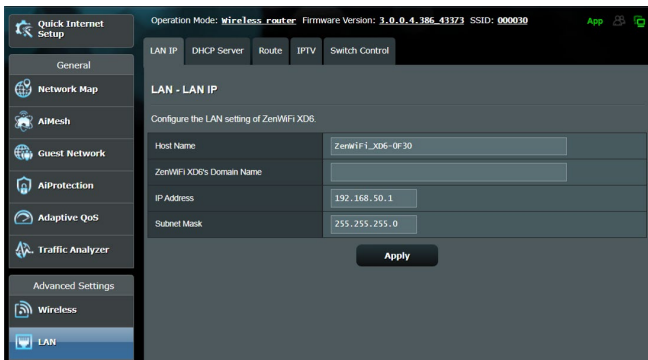 Quick Internet
Setup
Operation Mode: Wireless router Firmware Version: 3.0.0.4.386_43373 SSID: 000030
App
General
Network Map
AiMesh
Guest Network
AiProtection
Adaptive QoS
Traffic Analyzer
Advanced Settings
Wireless
LAN
LAN IP DHCP Server Route IPTV Switch Control
LAN - LAN IP
Configure the LAN setting of ZenWiFi XD6.
Host Name ZenWiFi_XD6-0F30
ZenWiFi XD6's Domain Name
IP Address 192.168.50.1
Subnet Mask 255.255.255.0
Apply